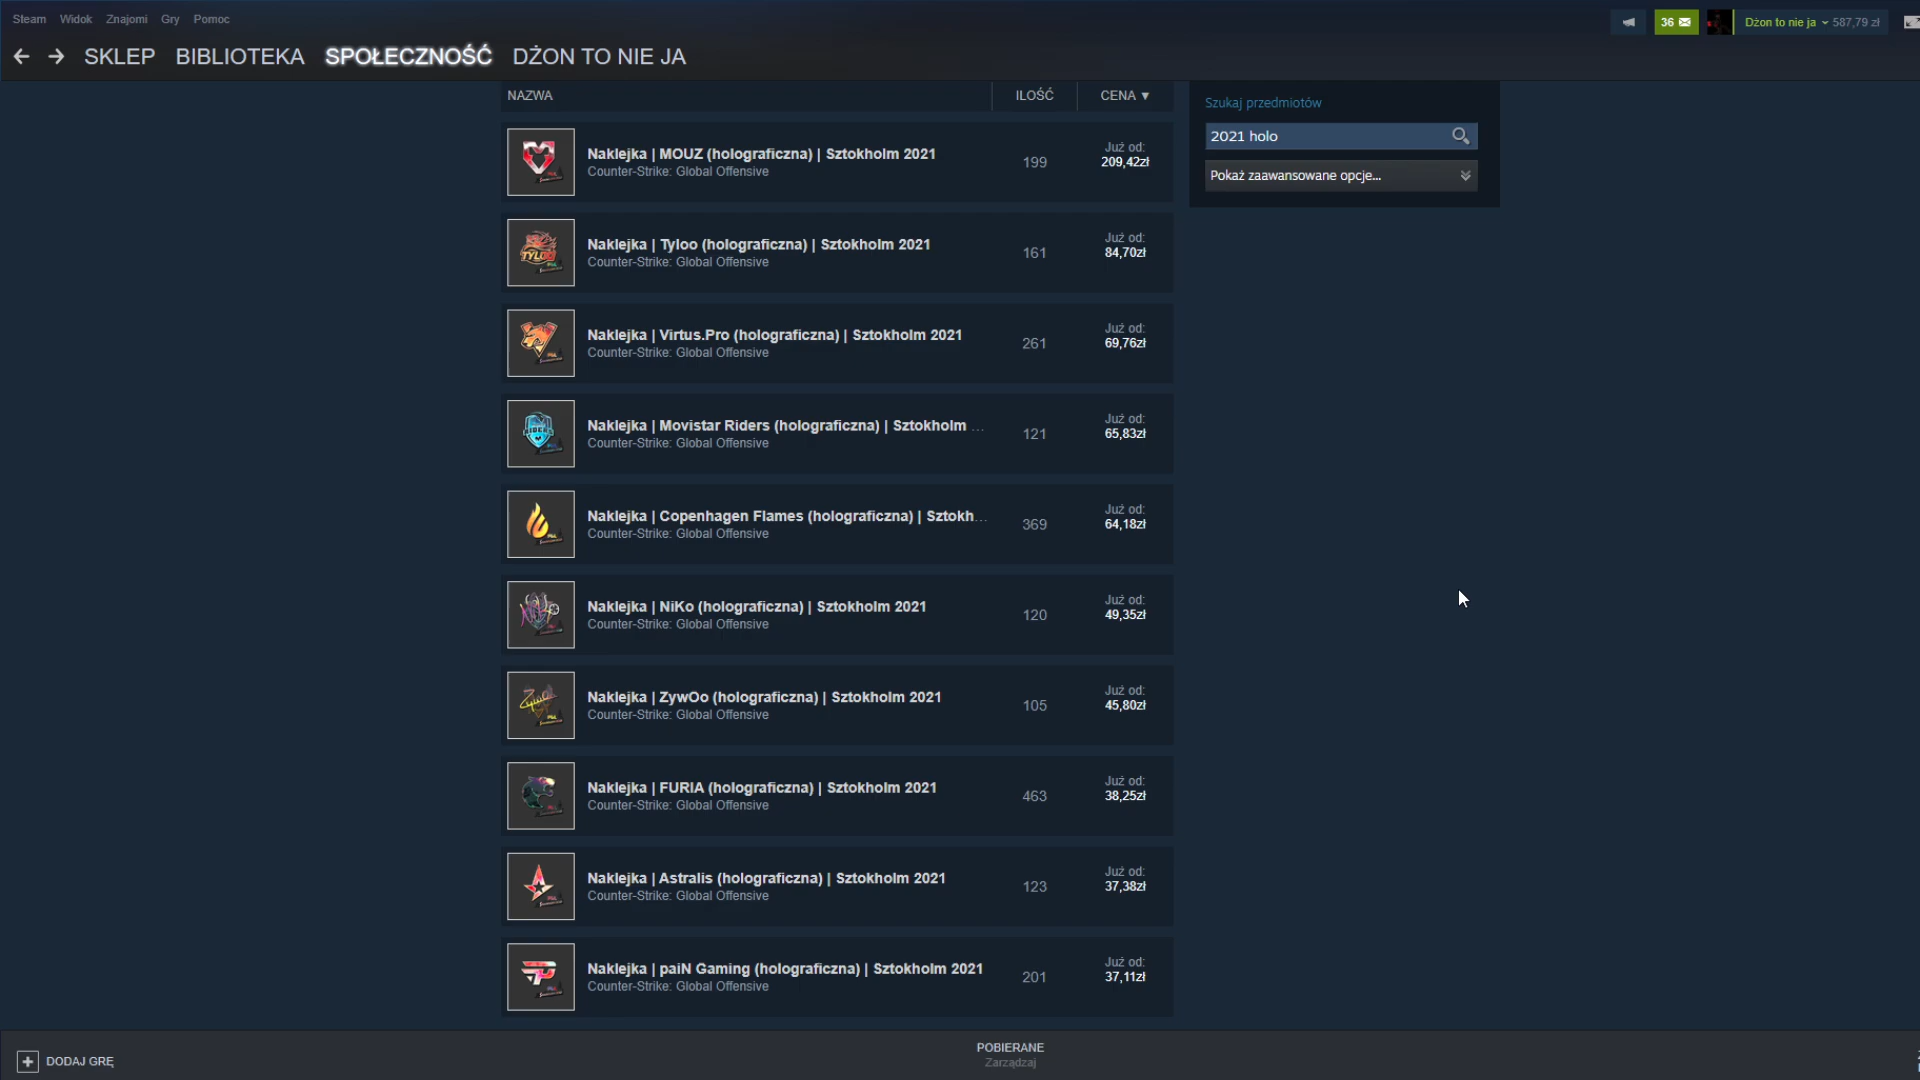 Steam Widok Znajomi Gry Pomoc
36
Dżon to nie ja 587,79 zł
SKLEP BIBLIOTEKA SPOŁECZNOŚĆ DŻON TO NIE JA
NAZWA ILOŚĆ CENA ▼
Szukaj przedmiotów
2021 holo
Pokaż zaawansowane opcje...
Naklejka | MOUZ (holograficzna) | Sztokholm 2021
Counter-Strike: Global Offensive
199
Już od:
209,42zł
Naklejka | Tyloo (holograficzna) | Sztokholm 2021
Counter-Strike: Global Offensive
161
Już od:
84,70zł
Naklejka | Virtus.Pro (holograficzna) | Sztokholm 2021
Counter-Strike: Global Offensive
261
Już od:
69,76zł
Naklejka | Movistar Riders (holograficzna) | Sztokholm ...
Counter-Strike: Global Offensive
121
Już od:
65,83zł
Naklejka | Copenhagen Flames (holograficzna) | Sztokh...
Counter-Strike: Global Offensive
369
Już od:
64,18zł
Naklejka | NiKo (holograficzna) | Sztokholm 2021
Counter-Strike: Global Offensive
120
Już od:
49,35zł
Naklejka | ZywOo (holograficzna) | Sztokholm 2021
Counter-Strike: Global Offensive
105
Już od:
45,80zł
Naklejka | FURIA (holograficzna) | Sztokholm 2021
Counter-Strike: Global Offensive
463
Już od:
38,25zł
Naklejka | Astralis (holograficzna) | Sztokholm 2021
Counter-Strike: Global Offensive
123
Już od:
37,38zł
Naklejka | paiN Gaming (holograficzna) | Sztokholm 2021
Counter-Strike: Global Offensive
201
Już od:
37,11zł
DODAJ GRĘ
POBIERANE
Zarządzaj